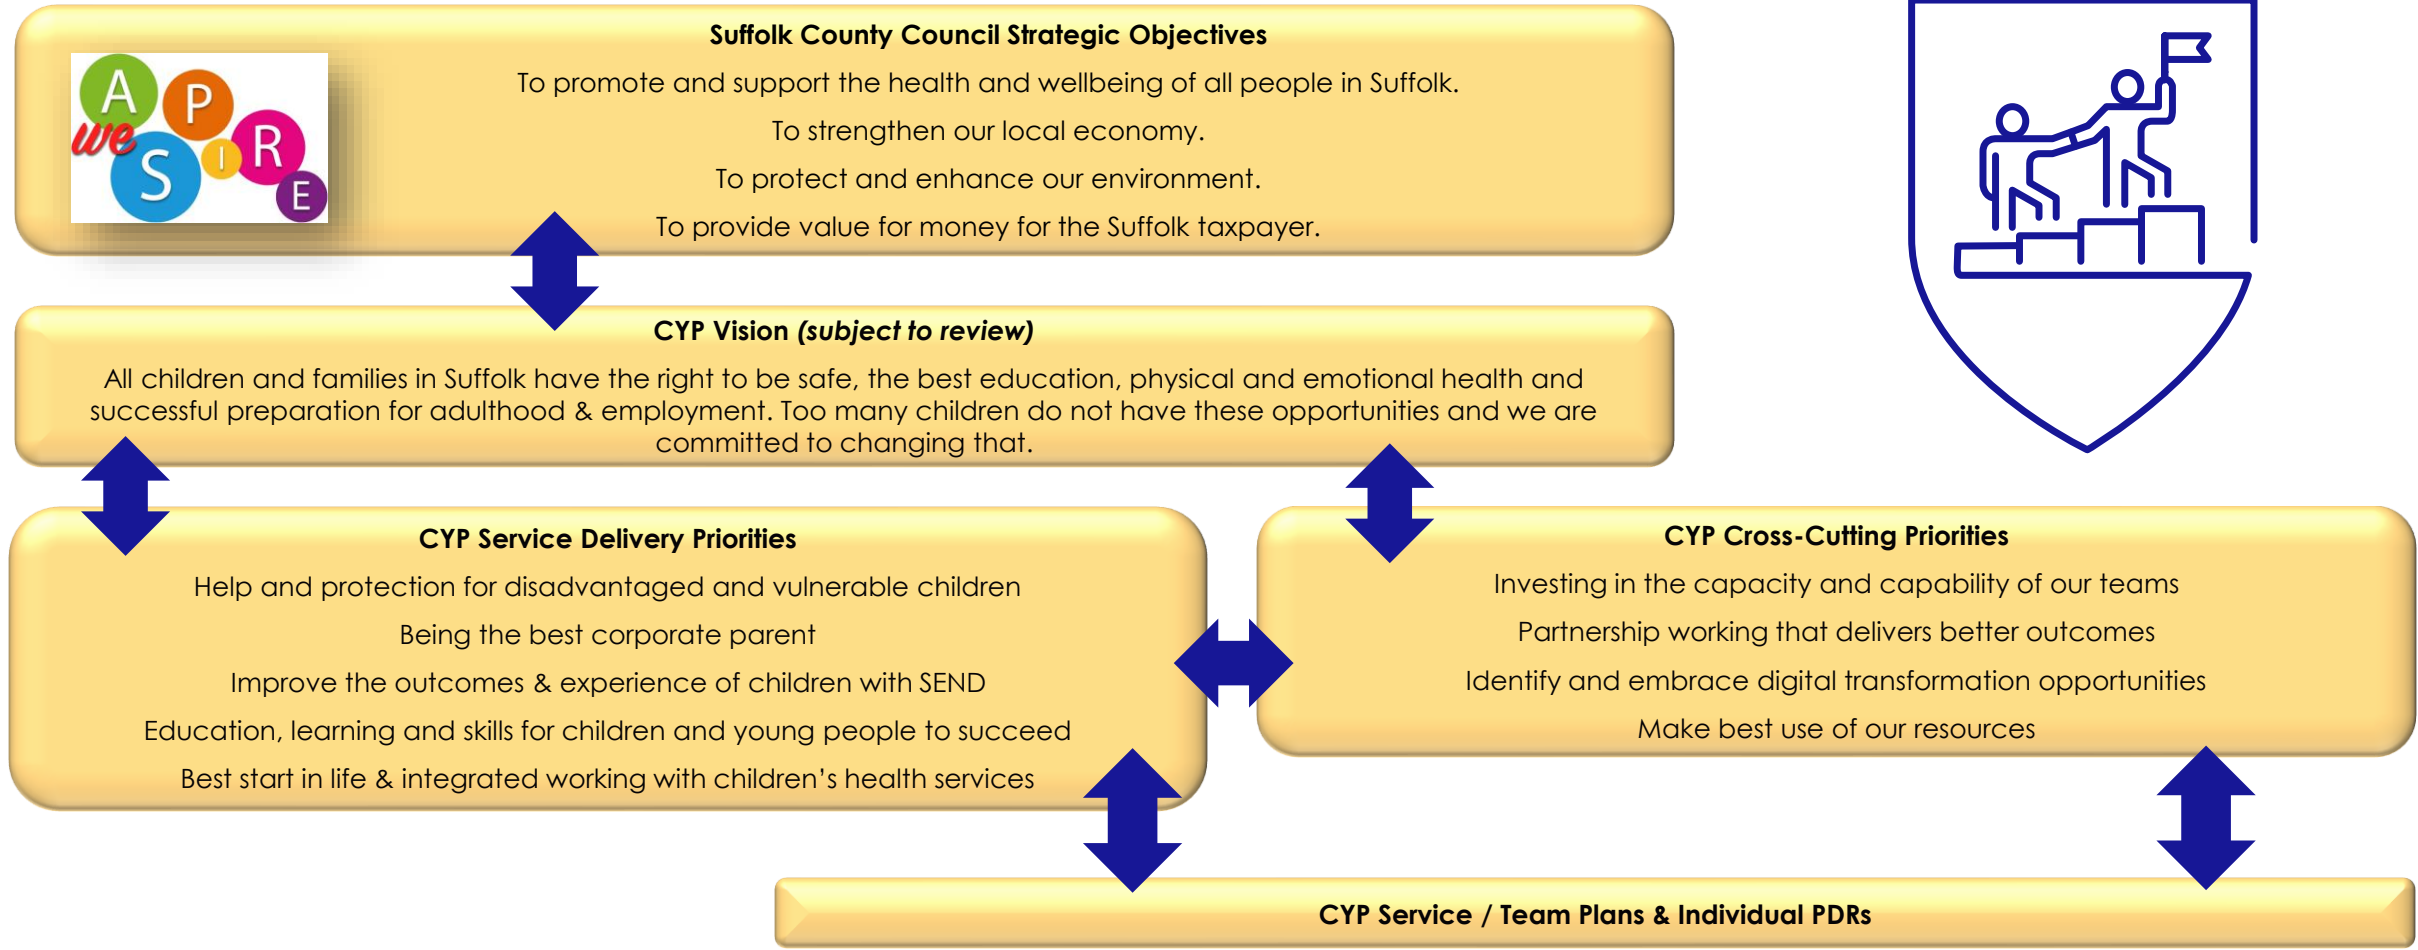 Suffolk County Council Strategic Objectives
To promote and support the health and wellbeing of all people in Suffolk.
To strengthen our local economy.
To protect and enhance our environment.
To provide value for money for the Suffolk taxpayer.
we ASPIRE
CYP Vision (subject to review)
All children and families in Suffolk have the right to be safe, the best education, physical and emotional health and
successful preparation for adulthood & employment. Too many children do not have these opportunities and we are
committed to changing that.
CYP Service Delivery Priorities
Help and protection for disadvantaged and vulnerable children
Being the best corporate parent
Improve the outcomes & experience of children with SEND
Education, learning and skills for children and young people to succeed
Best start in life & integrated working with children’s health services
CYP Cross-Cutting Priorities
Investing in the capacity and capability of our teams
Partnership working that delivers better outcomes
Identify and embrace digital transformation opportunities
Make best use of our resources
CYP Service / Team Plans & Individual PDRs